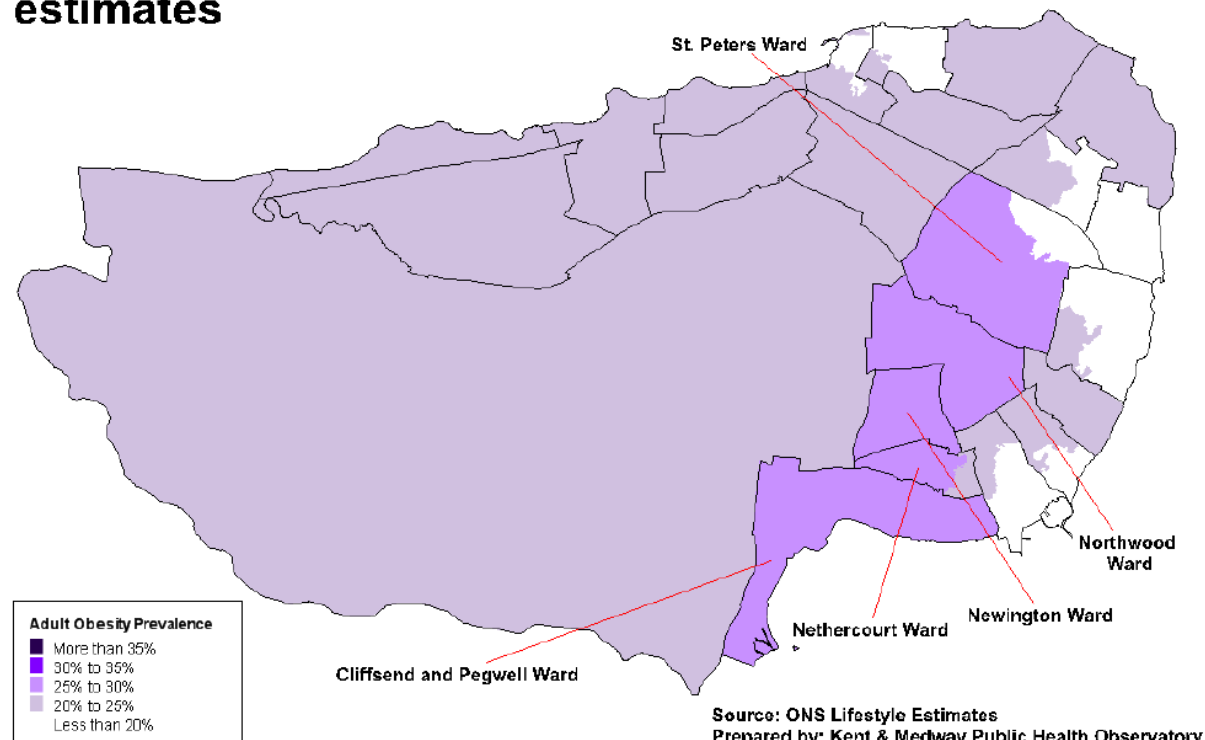 estimates
St. Peters Ward
Northwood
Ward
Newington Ward
Nethercourt Ward
Cliffsend and Pegwell Ward
Adult Obesity Prevalence
More than 35%
30% to 35%
25% to 30%
20% to 25%
Less than 20%
Source: ONS Lifestyle Estimates
Prepared by: Kent & Medway Public Health Observatory